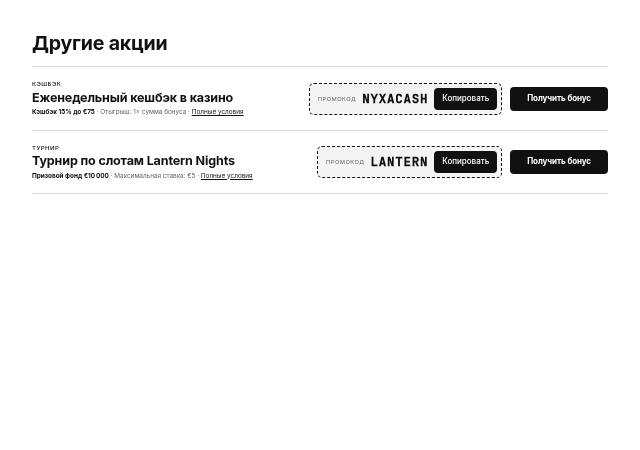 Другие акции
КЭШБЭК
Еженедельный кешбэк в казино
Кэшбэк 15% до €75 · Отыгрыш: 1× сумма бонуса · Полные условия
ПРОМОКОД NYXACASH Копировать Получить бонус
ТУРНИР
Турнир по слотам Lantern Nights
Призовой фонд €10 000 · Максимальная ставка: €5 · Полные условия
ПРОМОКОД LANTERN Копировать Получить бонус